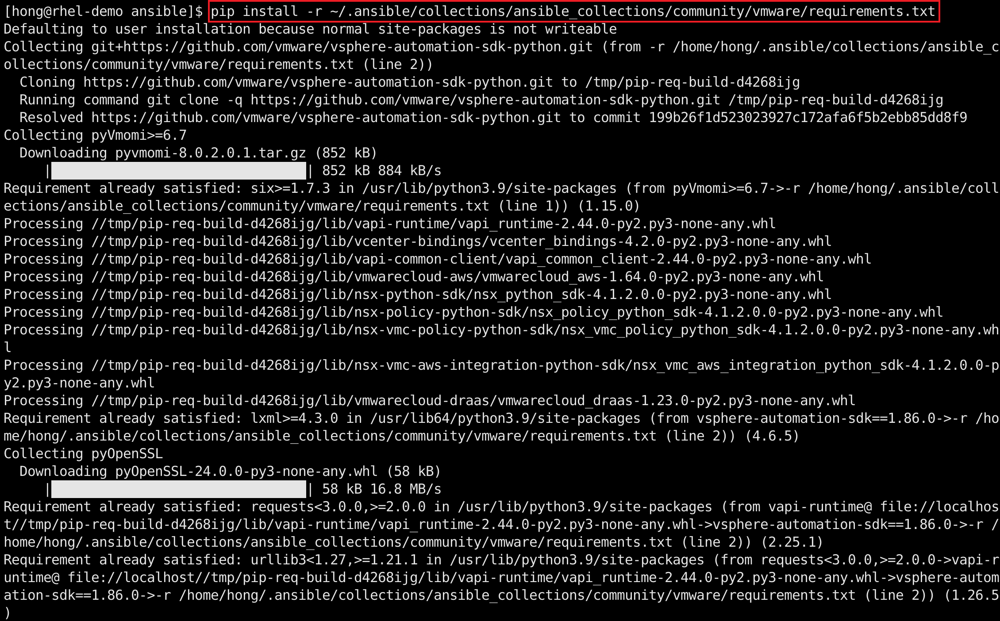 [hong@rhel-demo ansible]$ pip install -r ~/.ansible/collections/ansible_collections/community/vmware/requirements.txt
Defaulting to user installation because normal site-packages is not writeable
Collecting git+https://github.com/vmware/vsphere-automation-sdk-python.git (from -r /home/hong/.ansible/collections/ansible_c
ollections/community/vmware/requirements.txt (line 2))
  Cloning https://github.com/vmware/vsphere-automation-sdk-python.git to /tmp/pip-req-build-d4268ijg
  Running command git clone -q https://github.com/vmware/vsphere-automation-sdk-python.git /tmp/pip-req-build-d4268ijg
  Resolved https://github.com/vmware/vsphere-automation-sdk-python.git to commit 199b26f1d523023927c172afa6f5b2ebb85dd8f9
Collecting pyVmomi>=6.7
  Downloading pyvmomi-8.0.2.0.1.tar.gz (852 kB)
     |████████████████████████████████| 852 kB 884 kB/s
Requirement already satisfied: six>=1.7.3 in /usr/lib/python3.9/site-packages (from pyVmomi>=6.7->-r /home/hong/.ansible/coll
ections/ansible_collections/community/vmware/requirements.txt (line 1)) (1.15.0)
Processing //tmp/pip-req-build-d4268ijg/lib/vapi-runtime/vapi_runtime-2.44.0-py2.py3-none-any.whl
Processing //tmp/pip-req-build-d4268ijg/lib/vcenter-bindings/vcenter_bindings-4.2.0-py2.py3-none-any.whl
Processing //tmp/pip-req-build-d4268ijg/lib/vapi-common-client/vapi_common_client-2.44.0-py2.py3-none-any.whl
Processing //tmp/pip-req-build-d4268ijg/lib/vmwarecloud-aws/vmwarecloud_aws-1.64.0-py2.py3-none-any.whl
Processing //tmp/pip-req-build-d4268ijg/lib/nsx-python-sdk/nsx_python_sdk-4.1.2.0.0-py2.py3-none-any.whl
Processing //tmp/pip-req-build-d4268ijg/lib/nsx-policy-python-sdk/nsx_policy_python_sdk-4.1.2.0.0-py2.py3-none-any.whl
Processing //tmp/pip-req-build-d4268ijg/lib/nsx-vmc-policy-python-sdk/nsx_vmc_policy_python_sdk-4.1.2.0.0-py2.py3-none-any.wh
l
Processing //tmp/pip-req-build-d4268ijg/lib/nsx-vmc-aws-integration-python-sdk/nsx_vmc_aws_integration_python_sdk-4.1.2.0.0-p
y2.py3-none-any.whl
Processing //tmp/pip-req-build-d4268ijg/lib/vmwarecloud-draas/vmwarecloud_draas-1.23.0-py2.py3-none-any.whl
Requirement already satisfied: lxml>=4.3.0 in /usr/lib64/python3.9/site-packages (from vsphere-automation-sdk==1.86.0->-r /ho
me/hong/.ansible/collections/ansible_collections/community/vmware/requirements.txt (line 2)) (4.6.5)
Collecting pyOpenSSL
  Downloading pyOpenSSL-24.0.0-py3-none-any.whl (58 kB)
     |████████████████████████████████| 58 kB 16.8 MB/s
Requirement already satisfied: requests<3.0.0,>=2.0.0 in /usr/lib/python3.9/site-packages (from vapi-runtime@ file://localhos
t//tmp/pip-req-build-d4268ijg/lib/vapi-runtime/vapi_runtime-2.44.0-py2.py3-none-any.whl->vsphere-automation-sdk==1.86.0->-r /
home/hong/.ansible/collections/ansible_collections/community/vmware/requirements.txt (line 2)) (2.25.1)
Requirement already satisfied: urllib3<1.27,>=1.21.1 in /usr/lib/python3.9/site-packages (from requests<3.0.0,>=2.0.0->vapi-r
untime@ file://localhost//tmp/pip-req-build-d4268ijg/lib/vapi-runtime/vapi_runtime-2.44.0-py2.py3-none-any.whl->vsphere-autom
ation-sdk==1.86.0->-r /home/hong/.ansible/collections/ansible_collections/community/vmware/requirements.txt (line 2)) (1.26.5
)